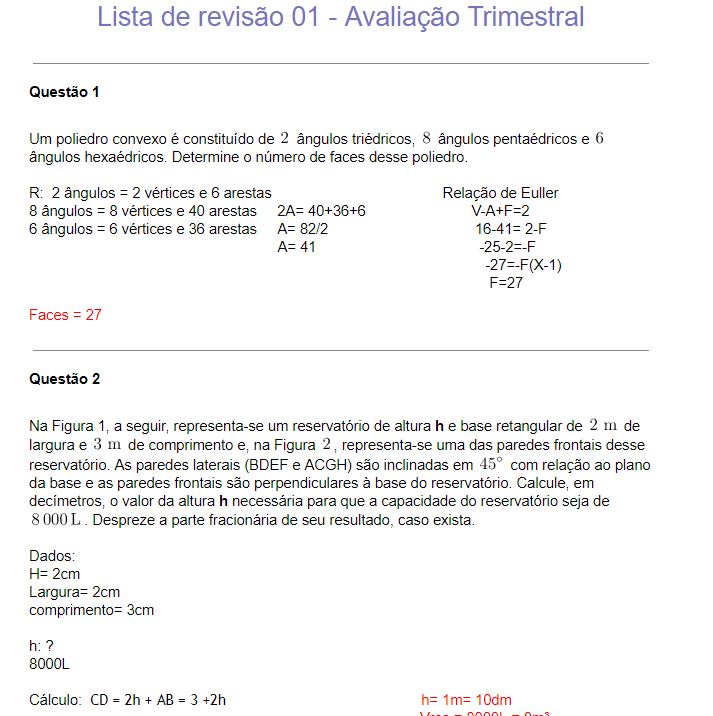 Lista de revisão 01 - Avaliação Trimestral
Questão 1
Um poliedro convexo é constituído de 2 ângulos triédricos, 8 ângulos pentaédricos e 6
ângulos hexaédricos. Determine o número de faces desse poliedro.
R: 2 ângulos = 2 vértices e 6 arestas Relação de Euller
8 ângulos = 8 vértices e 40 arestas 2A= 40+36+6 V-A+F=2
6 ângulos = 6 vértices e 36 arestas A= 82/2 16-41= 2-F
A= 41 -25-2=-F
-27=-F(X-1)
F=27
Faces = 27
Questão 2
Na Figura 1, a seguir, representa-se um reservatório de altura h e base retangular de 2 m de
largura e 3 m de comprimento e, na Figura 2, representa-se uma das paredes frontais desse
reservatório. As paredes laterais (BDEF e ACGH) são inclinadas em 45° com relação ao plano
da base e as paredes frontais são perpendiculares à base do reservatório. Calcule, em
decímetros, o valor da altura h necessária para que a capacidade do reservatório seja de
8 000 L. Despreze a parte fracionária de seu resultado, caso exista.
Dados:
H= 2cm
Largura= 2cm
comprimento= 3cm
h: ?
8000L
Cálculo: CD = 2h + AB = 3 +2h h= 1m= 10dm